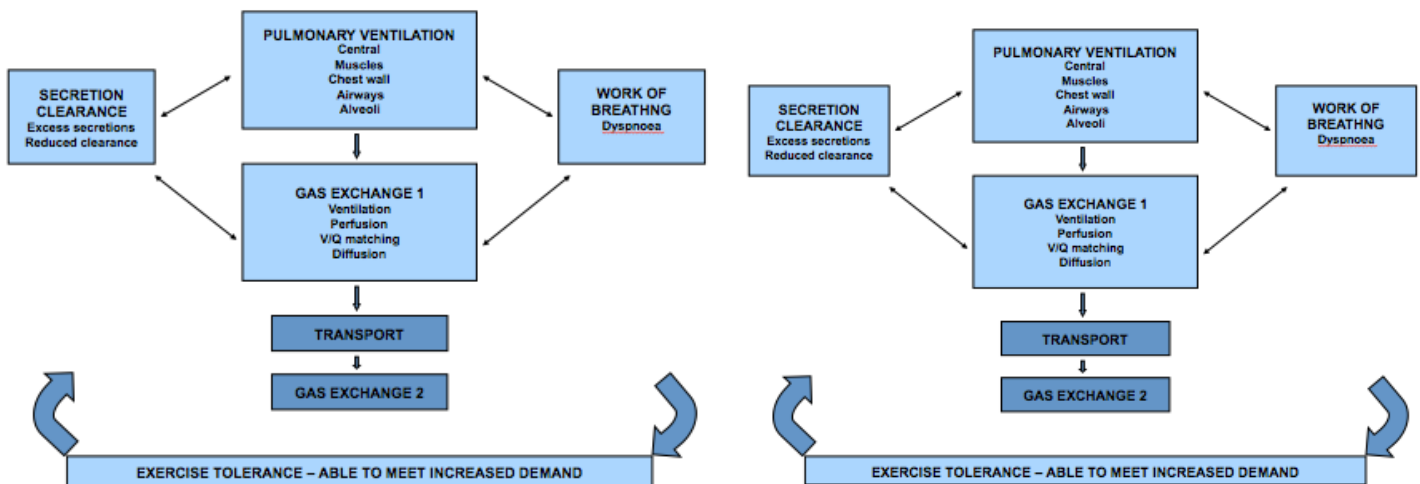 PULMONARY VENTILATION
Central
Muscles
Chest wall
Airways
Alveoli
SECRETION
CLEARANCE
Excess secretions
Reduced clearance
WORK OF
BREATHNG
Dyspnoea
GAS EXCHANGE 1
Ventilation
Perfusion
V/Q matching
Diffusion
TRANSPORT
GAS EXCHANGE 2
EXERCISE TOLERANCE – ABLE TO MEET INCREASED DEMAND
PULMONARY VENTILATION
Central
Muscles
Chest wall
Airways
Alveoli
SECRETION
CLEARANCE
Excess secretions
Reduced clearance
WORK OF
BREATHNG
Dyspnoea
GAS EXCHANGE 1
Ventilation
Perfusion
V/Q matching
Diffusion
TRANSPORT
GAS EXCHANGE 2
EXERCISE TOLERANCE – ABLE TO MEET INCREASED DEMAND